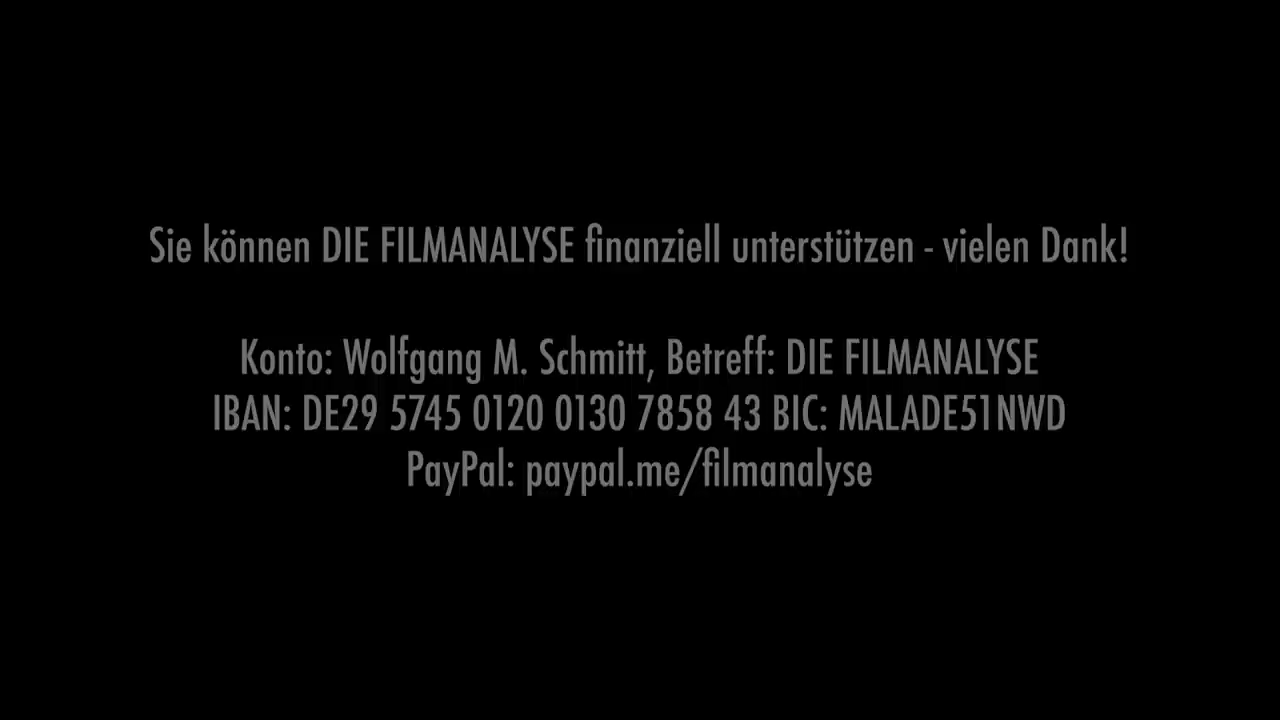 Sie können DIE FILMANALYSE finanziell unterstützen - vielen Dank!
Konto: Wolfgang M. Schmitt, Betreff: DIE FILMANALYSE
IBAN: DE29 5745 0120 0130 7858 43 BIC: MALADE51NWD
PayPal: paypal.me/filmanalyse